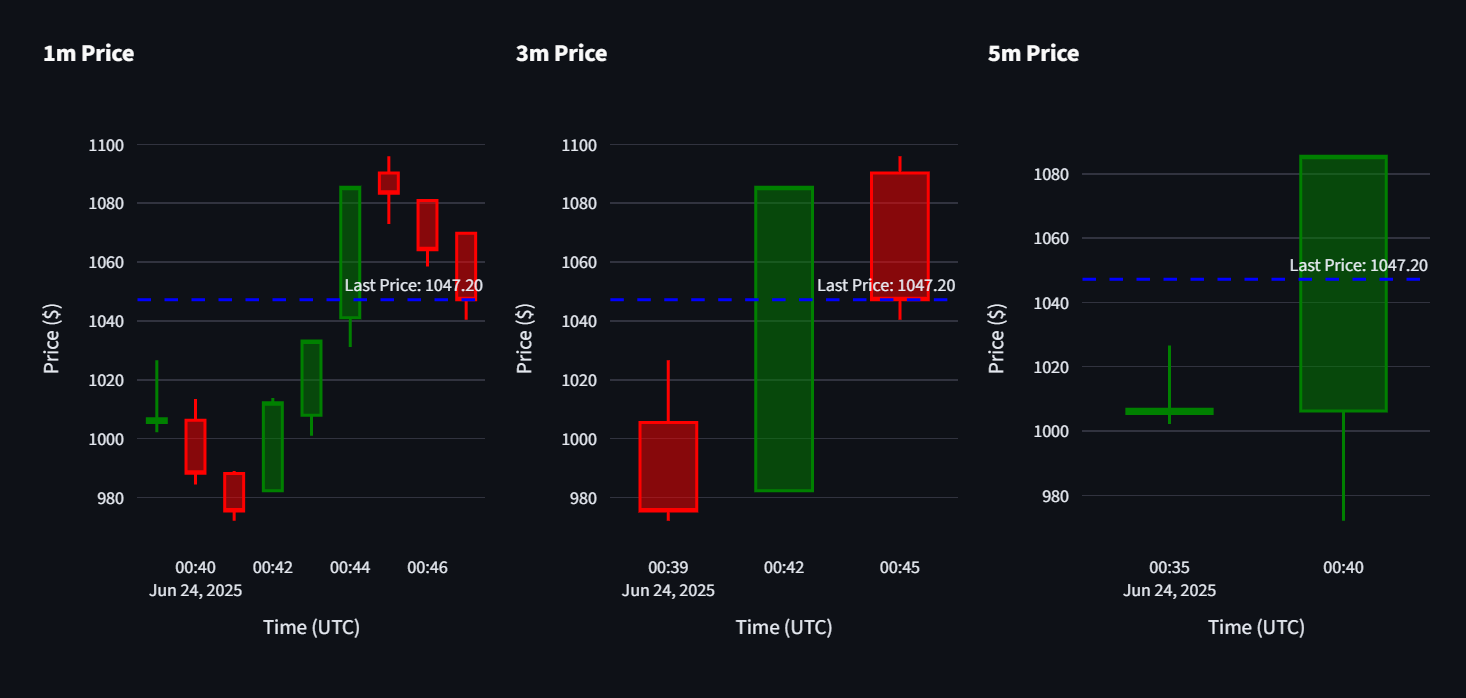 1m Price
1100
1080
1060
1040
1020
1000
980
Price ($)
Last Price: 1047.20
00:40
00:42
00:44
00:46
Jun 24, 2025
Time (UTC)
3m Price
1100
1080
1060
1040
1020
1000
980
Price ($)
Last Price: 1047.20
00:39
00:42
00:45
Jun 24, 2025
Time (UTC)
5m Price
1080
1060
1040
1020
1000
980
Price ($)
Last Price: 1047.20
00:35
00:40
Jun 24, 2025
Time (UTC)